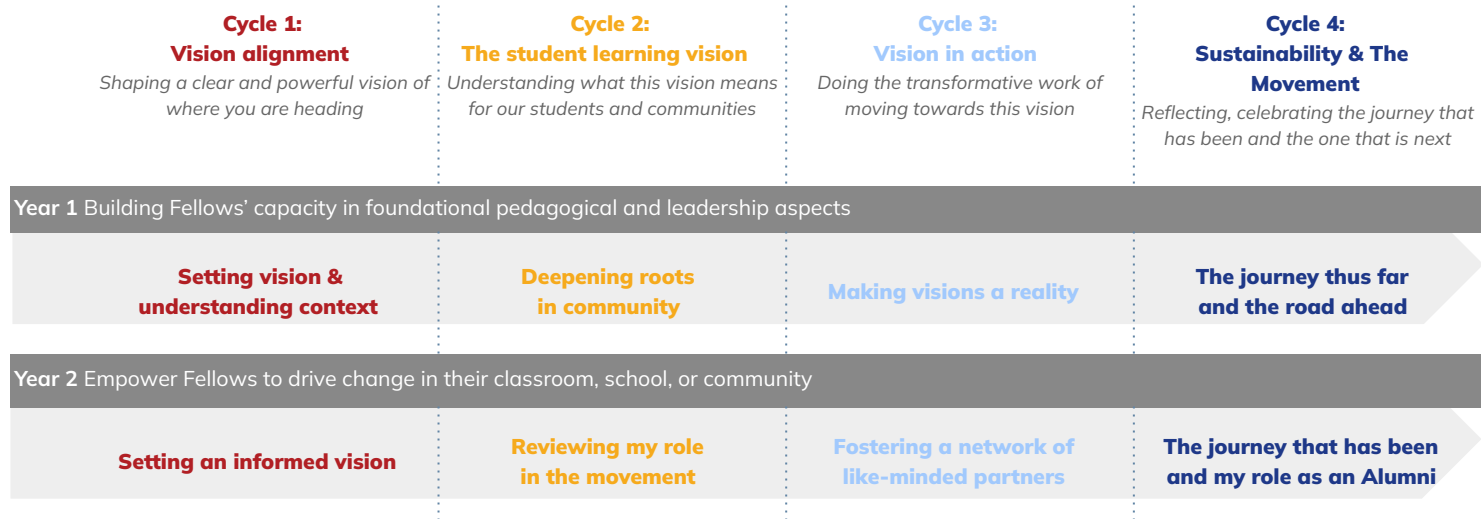 Cycle 1:
Vision alignment
Shaping a clear and powerful vision of
where you are heading
Cycle 2:
The student learning vision
Understanding what this vision means
for our students and communities
Cycle 3:
Vision in action
Doing the transformative work of
moving towards this vision
Cycle 4:
Sustainability & The
Movement
Reflecting, celebrating the journey that
has been and the one that is next
Year 1 Building Fellows’ capacity in foundational pedagogical and leadership aspects
Setting vision &
understanding context
Deepening roots
in community
Making visions a reality
The journey thus far
and the road ahead
Year 2 Empower Fellows to drive change in their classroom, school, or community
Setting an informed vision
Reviewing my role
in the movement
Fostering a network of
like-minded partners
The journey that has been
and my role as an Alumni